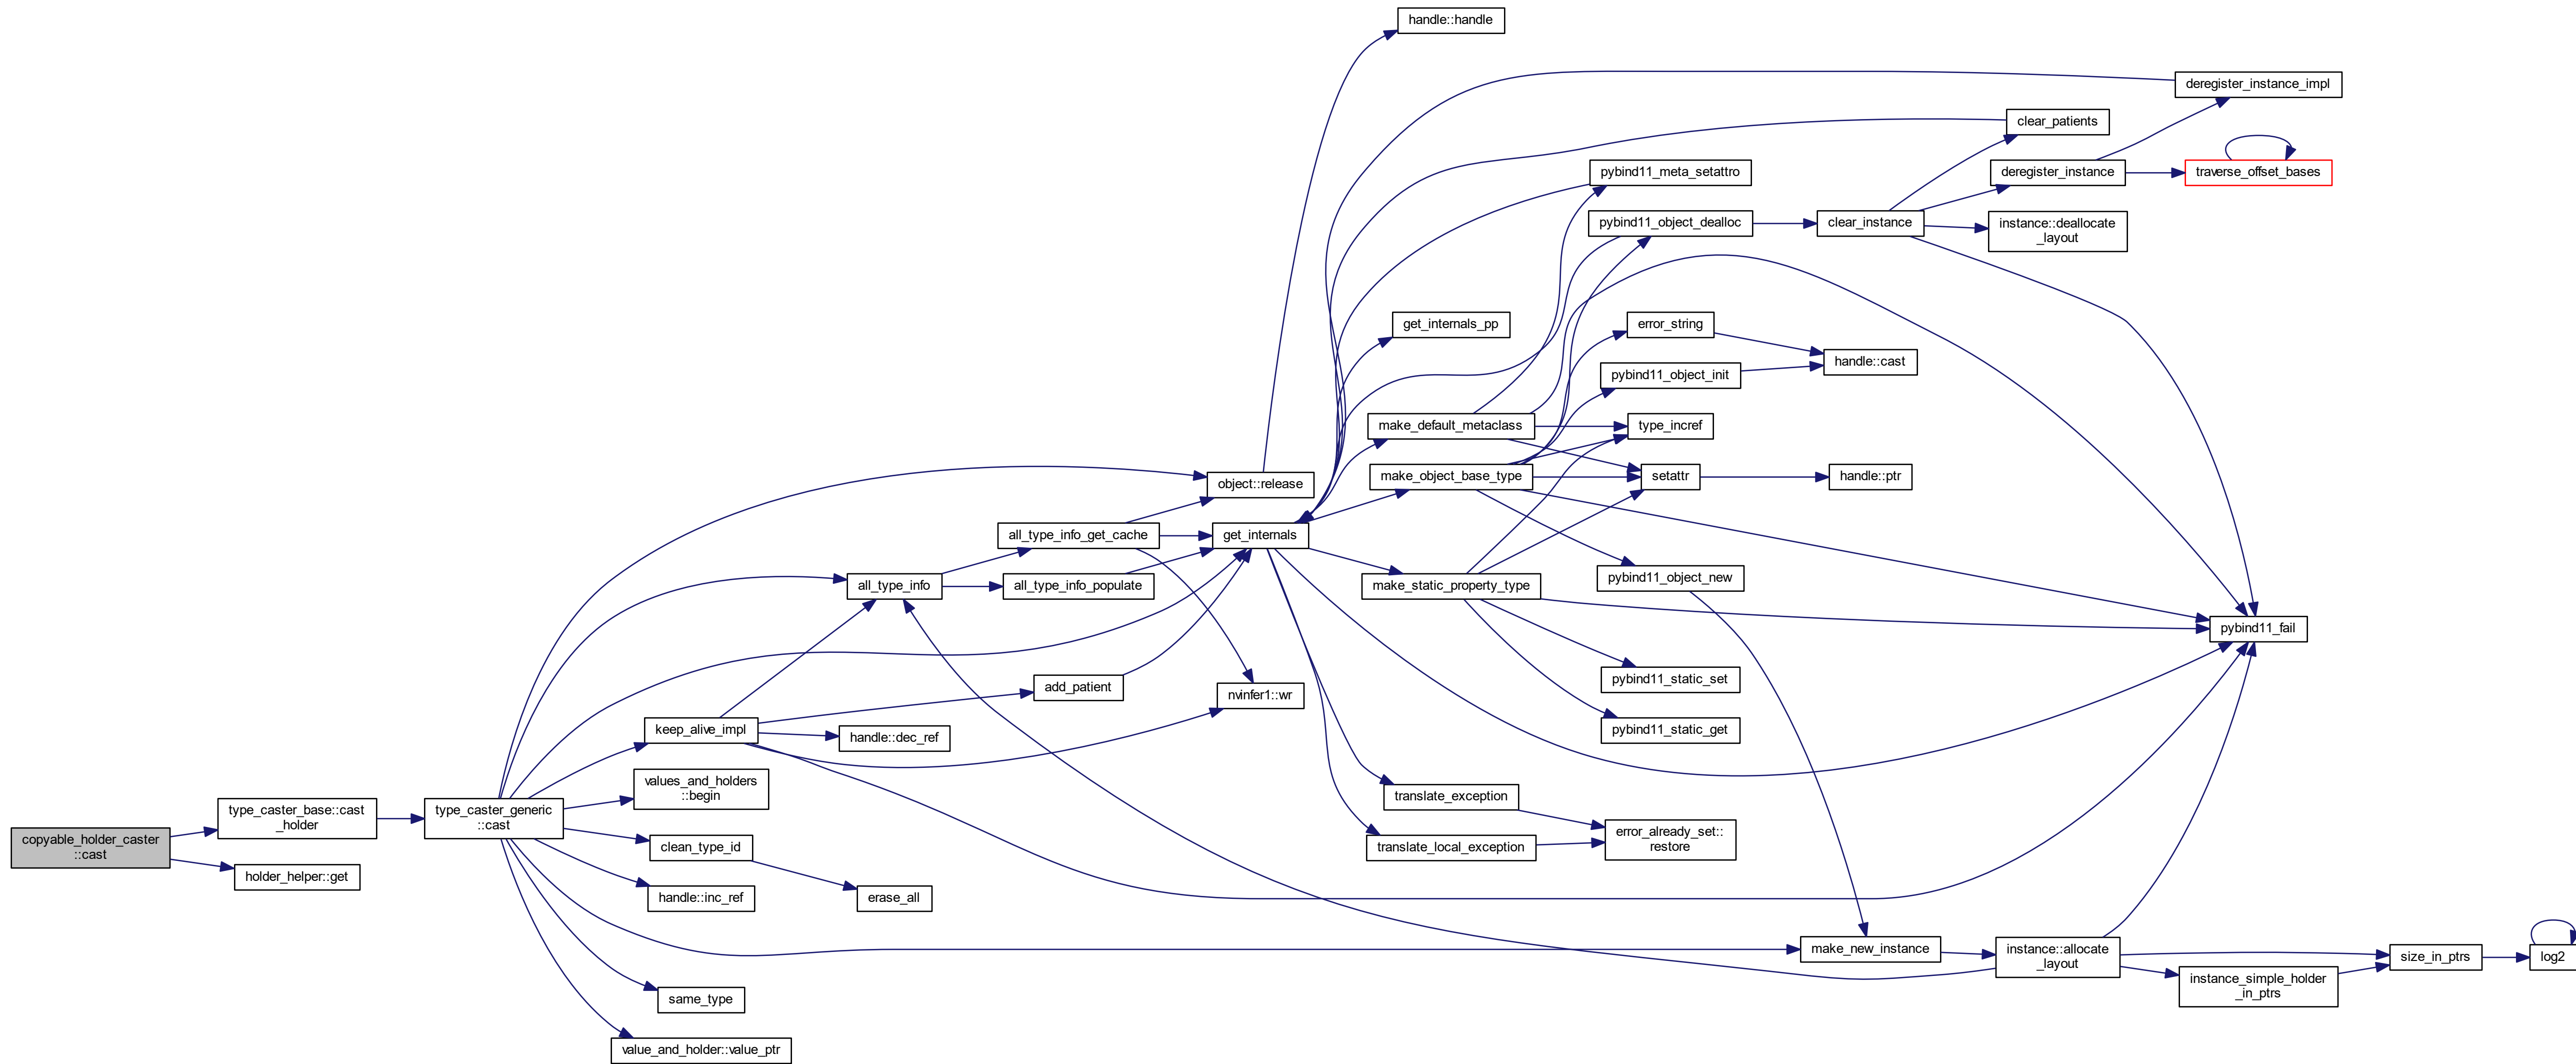 handle::handle
deregister_instance_impl
clear_patients
pybind11_meta_setattro
deregister_instance
traverse_offset_bases
pybind11_object_dealloc
clear_instance
instance::deallocate
_layout
get_internals_pp
error_string
handle::cast
pybind11_object_init
make_default_metaclass
type_incref
object::release
make_object_base_type
setattr
handle::ptr
all_type_info_get_cache
get_internals
all_type_info
all_type_info_populate
make_static_property_type
pybind11_object_new
pybind11_fail
add_patient
nvinfer1::wr
pybind11_static_set
keep_alive_impl
handle::dec_ref
pybind11_static_get
values_and_holders
::begin
translate_exception
type_caster_base::cast
_holder
type_caster_generic
::cast
copyable_holder_caster
::cast
clean_type_id
translate_local_exception
error_already_set::
restore
holder_helper::get
handle::inc_ref
erase_all
make_new_instance
instance::allocate
_layout
size_in_ptrs
log2
instance_simple_holder
_in_ptrs
same_type
value_and_holder::value_ptr